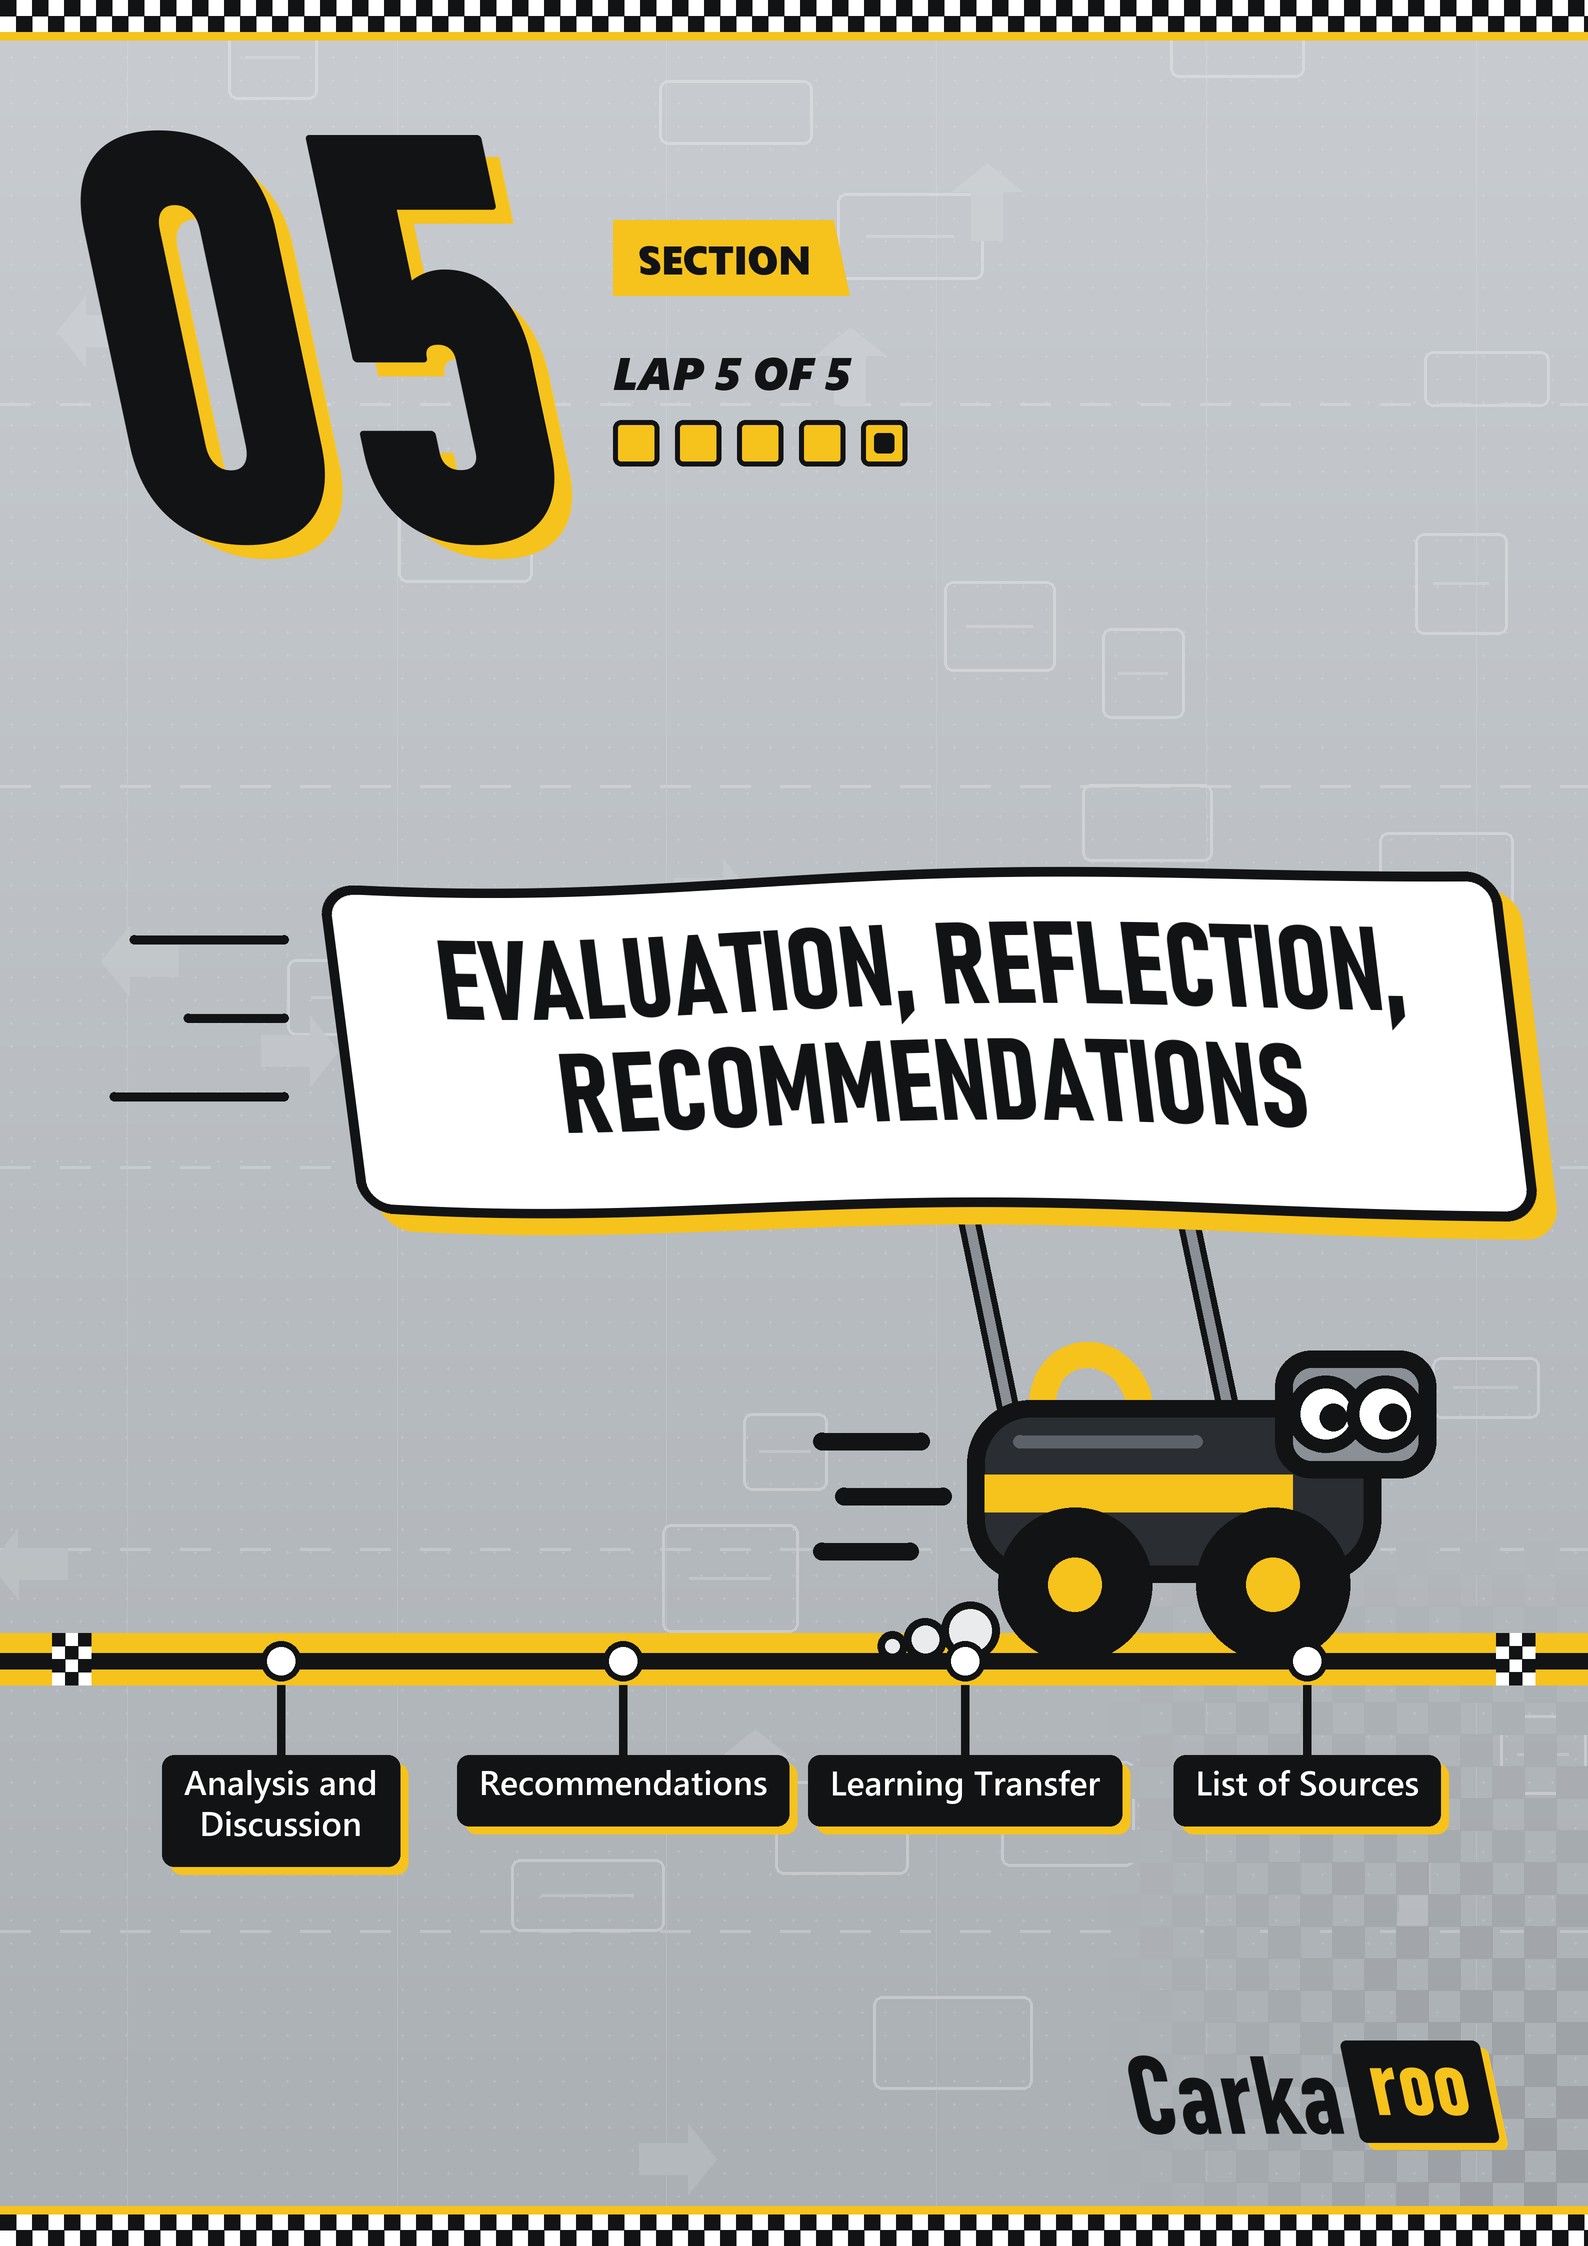 05
SECTION
LAP 5 OF 5
EVALUATION, REFLECTION,
RECOMMENDATIONS
Analysis and
Discussion
Recommendations
Learning Transfer
List of Sources
Carkaroo